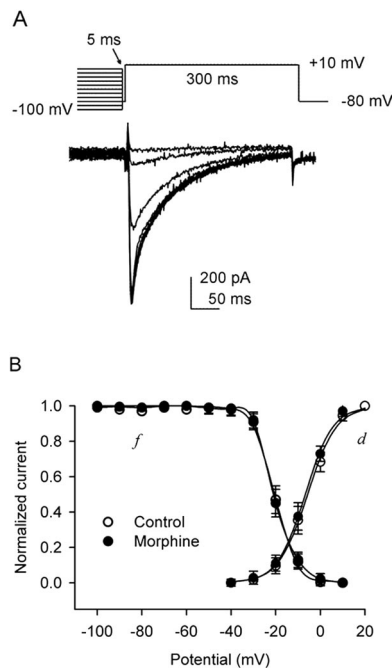 A
5 ms
+10 mV
300 ms
-100 mV
-80 mV
200 pA
50 ms
B
1.0
0.8
0.6
0.4
0.2
0.0
Normalized current
f
d
Control
Morphine
-100 -80 -60 -40 -20 0 20
Potential (mV)